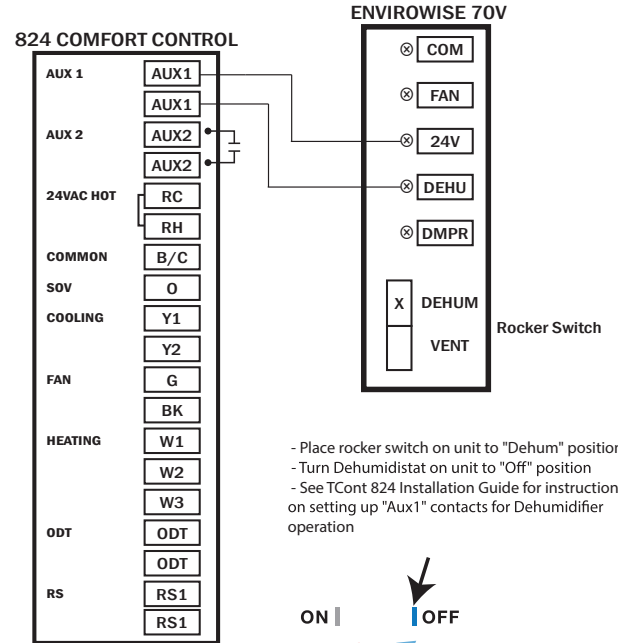 ENVIROWISE 70V
824 COMFORT CONTROL
AUX 1
AUX1
AUX1
AUX 2
AUX2
AUX2
24VAC HOT
RC
RH
COMMON
B/C
SOV
O
COOLING
Y1
Y2
FAN
G
BK
HEATING
W1
W2
W3
ODT
ODT
ODT
RS
RS1
RS1
COM
FAN
24V
DEHU
DMPR
X
DEHUM
VENT
Rocker Switch
- Place rocker switch on unit to "Dehum" position
- Turn Dehumidistat on unit to "Off" position
- See TCont 824 Installation Guide for instruction
on setting up "Aux1" contacts for Dehumidifier
operation
ON
OFF